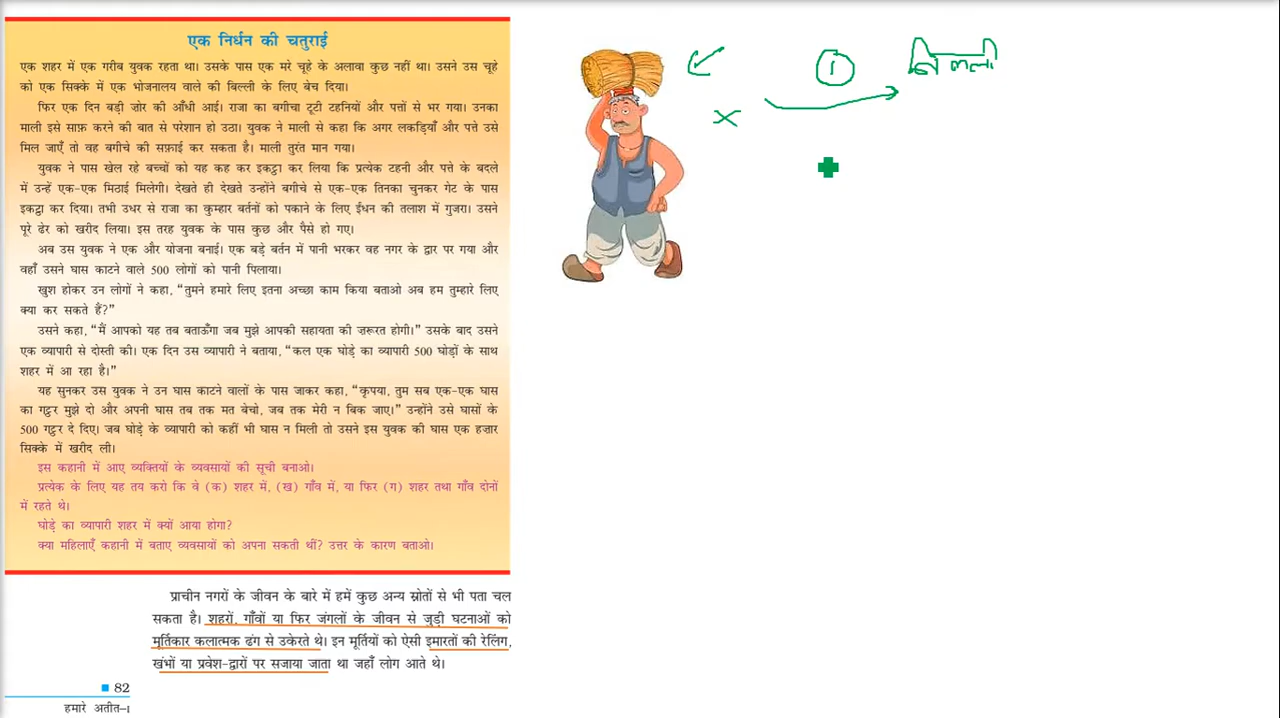 एक निर्धन की चतुराई
एक शहर में एक गरीब युवक रहता था। उसके पास एक मरे चूहे के अलावा कुछ नहीं था। उसने उस चूहे
को एक सिक्के में एक भोजनालय वाले की बिल्ली के लिए बेच दिया।
फिर एक दिन बड़ी ज़ोर की आँधी आई। राजा का बगीचा टूटी टहनियों और पत्तों से भर गया। उनका
माली इसे साफ़ करने की बात से परेशान हो उठा। युवक ने माली से कहा कि अगर लकड़ियाँ और पत्ते उसे
मिल जाएँ तो वह बगीचे की सफ़ाई कर सकता है। माली तुरंत मान गया।
युवक ने पास खेल रहे बच्चों को यह कह कर इकट्ठा कर लिया कि प्रत्येक टहनी और पत्ते के बदले
में उन्हें एक-एक मिठाई मिलेगी। देखते ही देखते उन्होंने बगीचे से एक-एक तिनका चुनकर गेट के पास
इकट्ठा कर दिया। तभी उधर से राजा का कुम्हार बर्तनों को पकाने के लिए ईंधन की तलाश में गुजरा। उसने
पूरे ढेर को खरीद लिया। इस तरह युवक के पास कुछ और पैसे हो गए।
अब उस युवक ने एक और योजना बनाई। एक बड़े बर्तन में पानी भरकर वह नगर के द्वार पर गया और
वहाँ उसने घास काटने वाले 500 लोगों को पानी पिलाया।
खुश होकर उन लोगों ने कहा, “तुमने हमारे लिए इतना अच्छा काम किया बताओ अब हम तुम्हारे लिए
क्या कर सकते हैं?”
उसने कहा, “मैं आपको यह तब बताऊँगा जब मुझे आपकी सहायता की ज़रूरत होगी।” उसके बाद उसने
एक व्यापारी से दोस्ती की। एक दिन उस व्यापारी ने बताया, “कल एक घोड़े का व्यापारी 500 घोड़ों के साथ
शहर में आ रहा है।”
यह सुनकर उस युवक ने उन घास काटने वालों के पास जाकर कहा, “कृपया, तुम सब एक-एक घास
का गट्ठर मुझे दो और अपनी घास तब तक मत बेचो, जब तक मेरी न बिक जाए।” उन्होंने उसे घासों के
500 गट्ठर दे दिए। जब घोड़े के व्यापारी को कहीं भी घास न मिली तो उसने इस युवक की घास एक हज़ार
सिक्के में खरीद ली।
इस कहानी में आए व्यक्तियों के व्यवसायों की सूची बनाओ।
प्रत्येक के लिए यह तय करो कि वे (क) शहर में, (ख) गाँव में, या फिर (ग) शहर तथा गाँव दोनों
में रहते थे।
घोड़े का व्यापारी शहर में क्यों आया होगा?
क्या महिलाएँ कहानी में बताए व्यवसायों को अपना सकती थीं? उत्तर के कारण बताओ।
प्राचीन नगरों के जीवन के बारे में हमें कुछ अन्य स्रोतों से भी पता चल
सकता है। शहरों, गाँवों या फिर जंगलों के जीवन से जुड़ी घटनाओं को
मूर्तिकार कलात्मक ढंग से उकेरते थे। इन मूर्तियों को ऐसी इमारतों की रेलिंग,
खंभों या प्रवेश-द्वारों पर सजाया जाता था जहाँ लोग आते थे।
82
हमारे अतीत–I
1